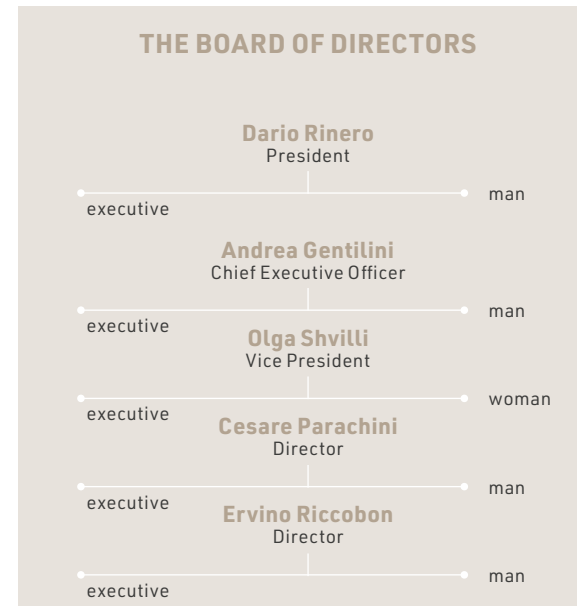 THE BOARD OF DIRECTORS
Dario Rinero
President
executive
man
Andrea Gentilini
Chief Executive Officer
executive
man
Olga Shvilli
Vice President
executive
woman
Cesare Parachini
Director
executive
man
Ervino Riccobon
Director
executive
man